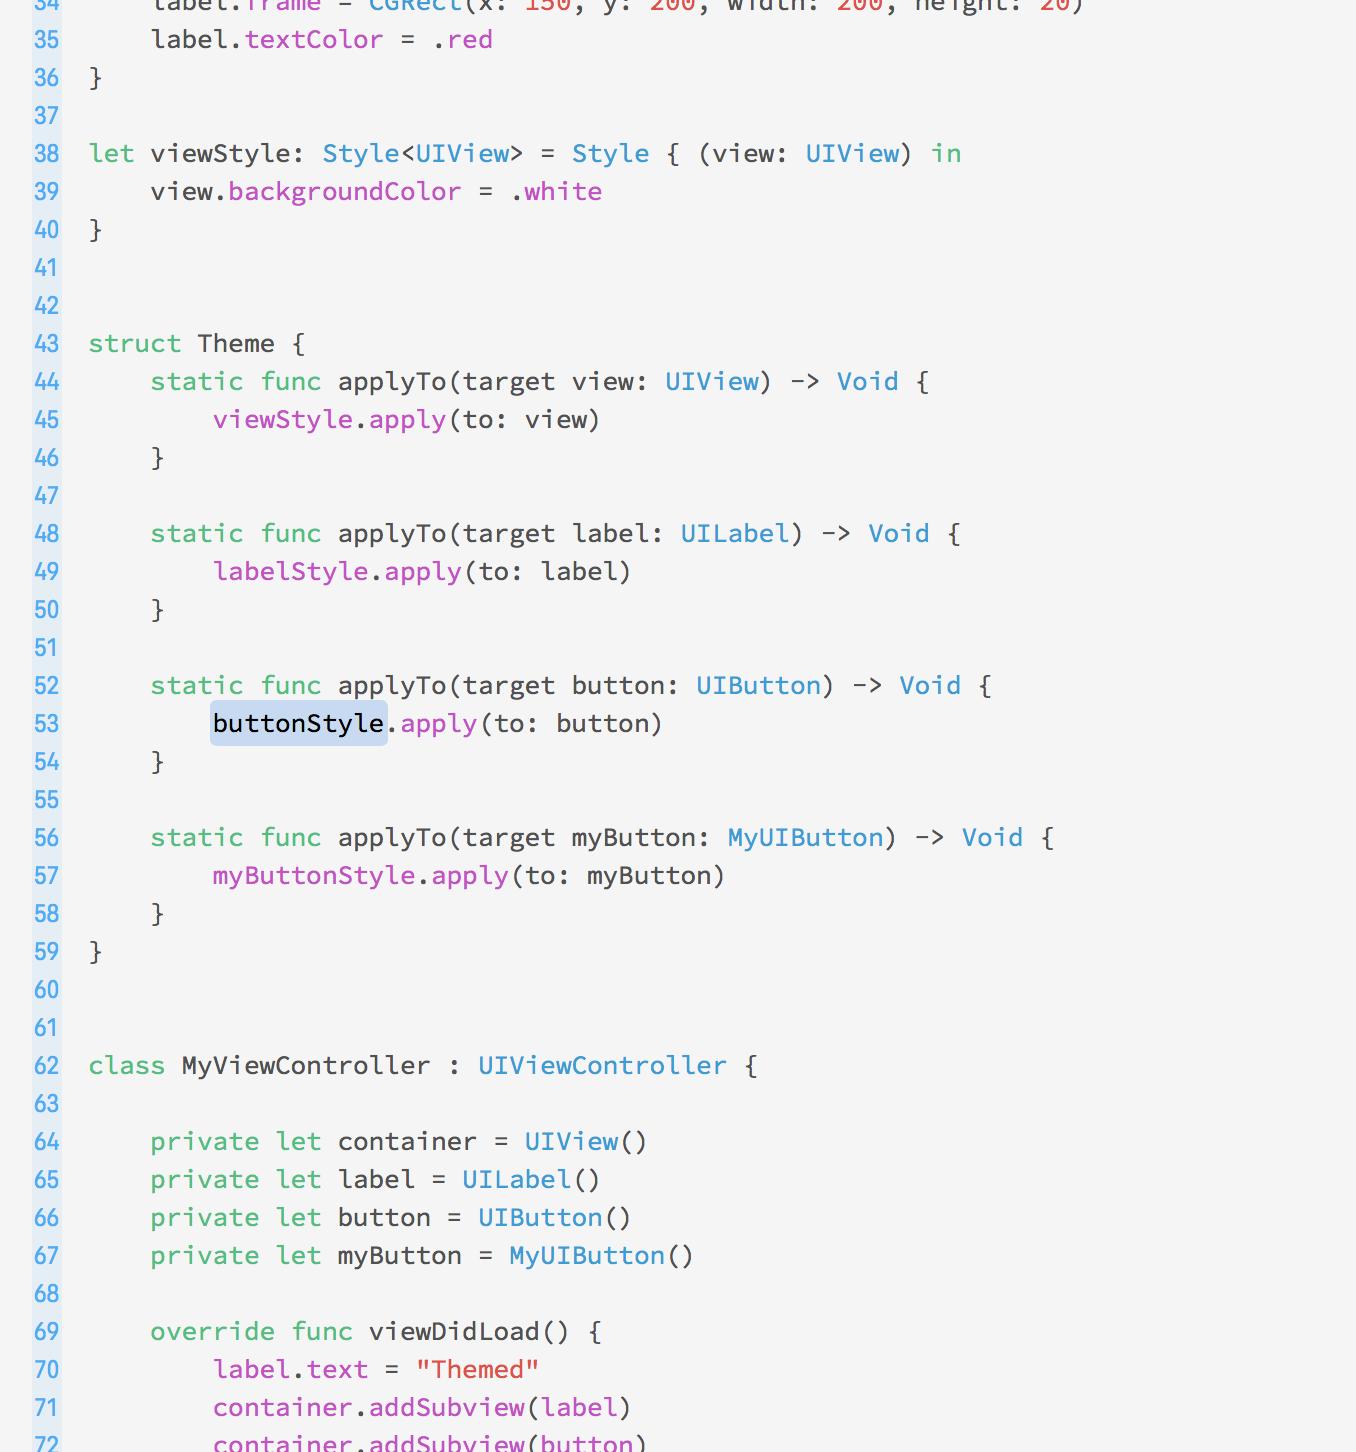 34 label.frame = CGRect(x: 150, y: 200, width: 200, height: 20)
35 label.textColor = .red
36 }
37
38 let viewStyle: Style<UIView> = Style { (view: UIView) in
39 view.backgroundColor = .white
40 }
41
42
43 struct Theme {
44 static func applyTo(target view: UIView) -> Void {
45 viewStyle.apply(to: view)
46 }
47
48 static func applyTo(target label: UILabel) -> Void {
49 labelStyle.apply(to: label)
50 }
51
52 static func applyTo(target button: UIButton) -> Void {
53 buttonStyle.apply(to: button)
54 }
55
56 static func applyTo(target myButton: MyUIButton) -> Void {
57 myButtonStyle.apply(to: myButton)
58 }
59 }
60
61
62 class MyViewController : UIViewController {
63
64 private let container = UIView()
65 private let label = UILabel()
66 private let button = UIButton()
67 private let myButton = MyUIButton()
68
69 override func viewDidLoad() {
70 label.text = "Themed"
71 container.addSubview(label)
72 container.addSubview(button)